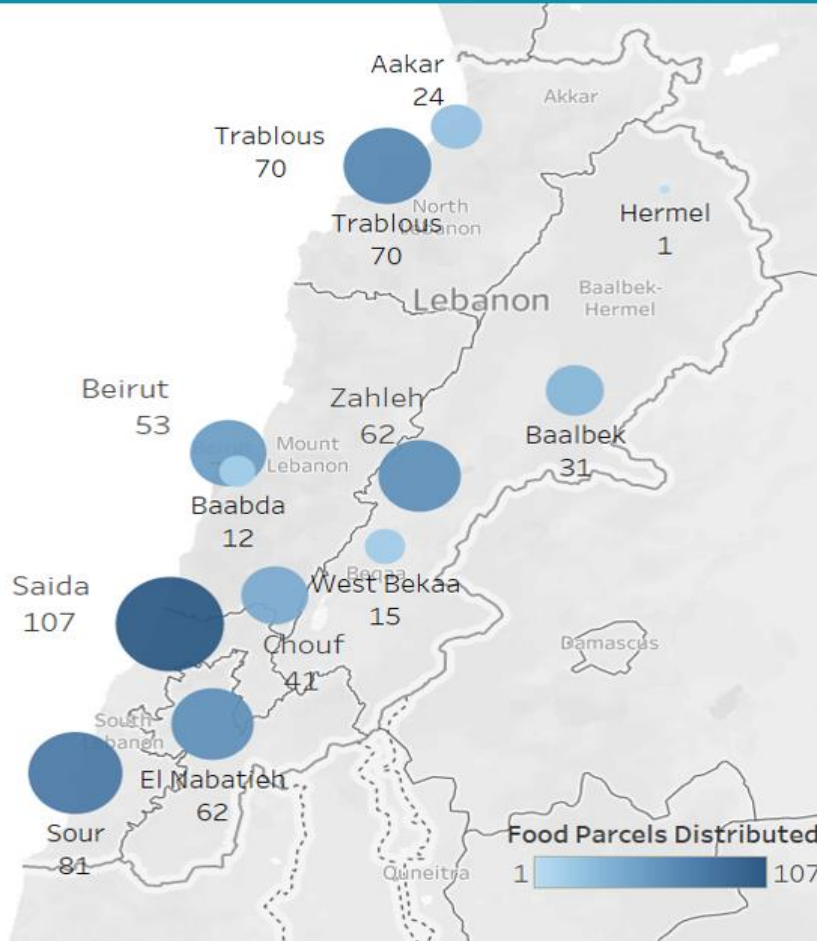 Aakar
24
Akkar
Trablous
70
North
Lebanon
Trablous
70
Hermel
1
Lebanon
Baalbek-
Hermel
Beirut
53
Zahleh
62
Mount
Lebanon
Baabda
12
Baalbek
31
Saida
107
Beqaa
West Bekaa
15
Chouf
41
Damascus
South
Lebanon
El Nabatieh
62
Sour
81
Quneitra
Food Parcels Distributed
1
107